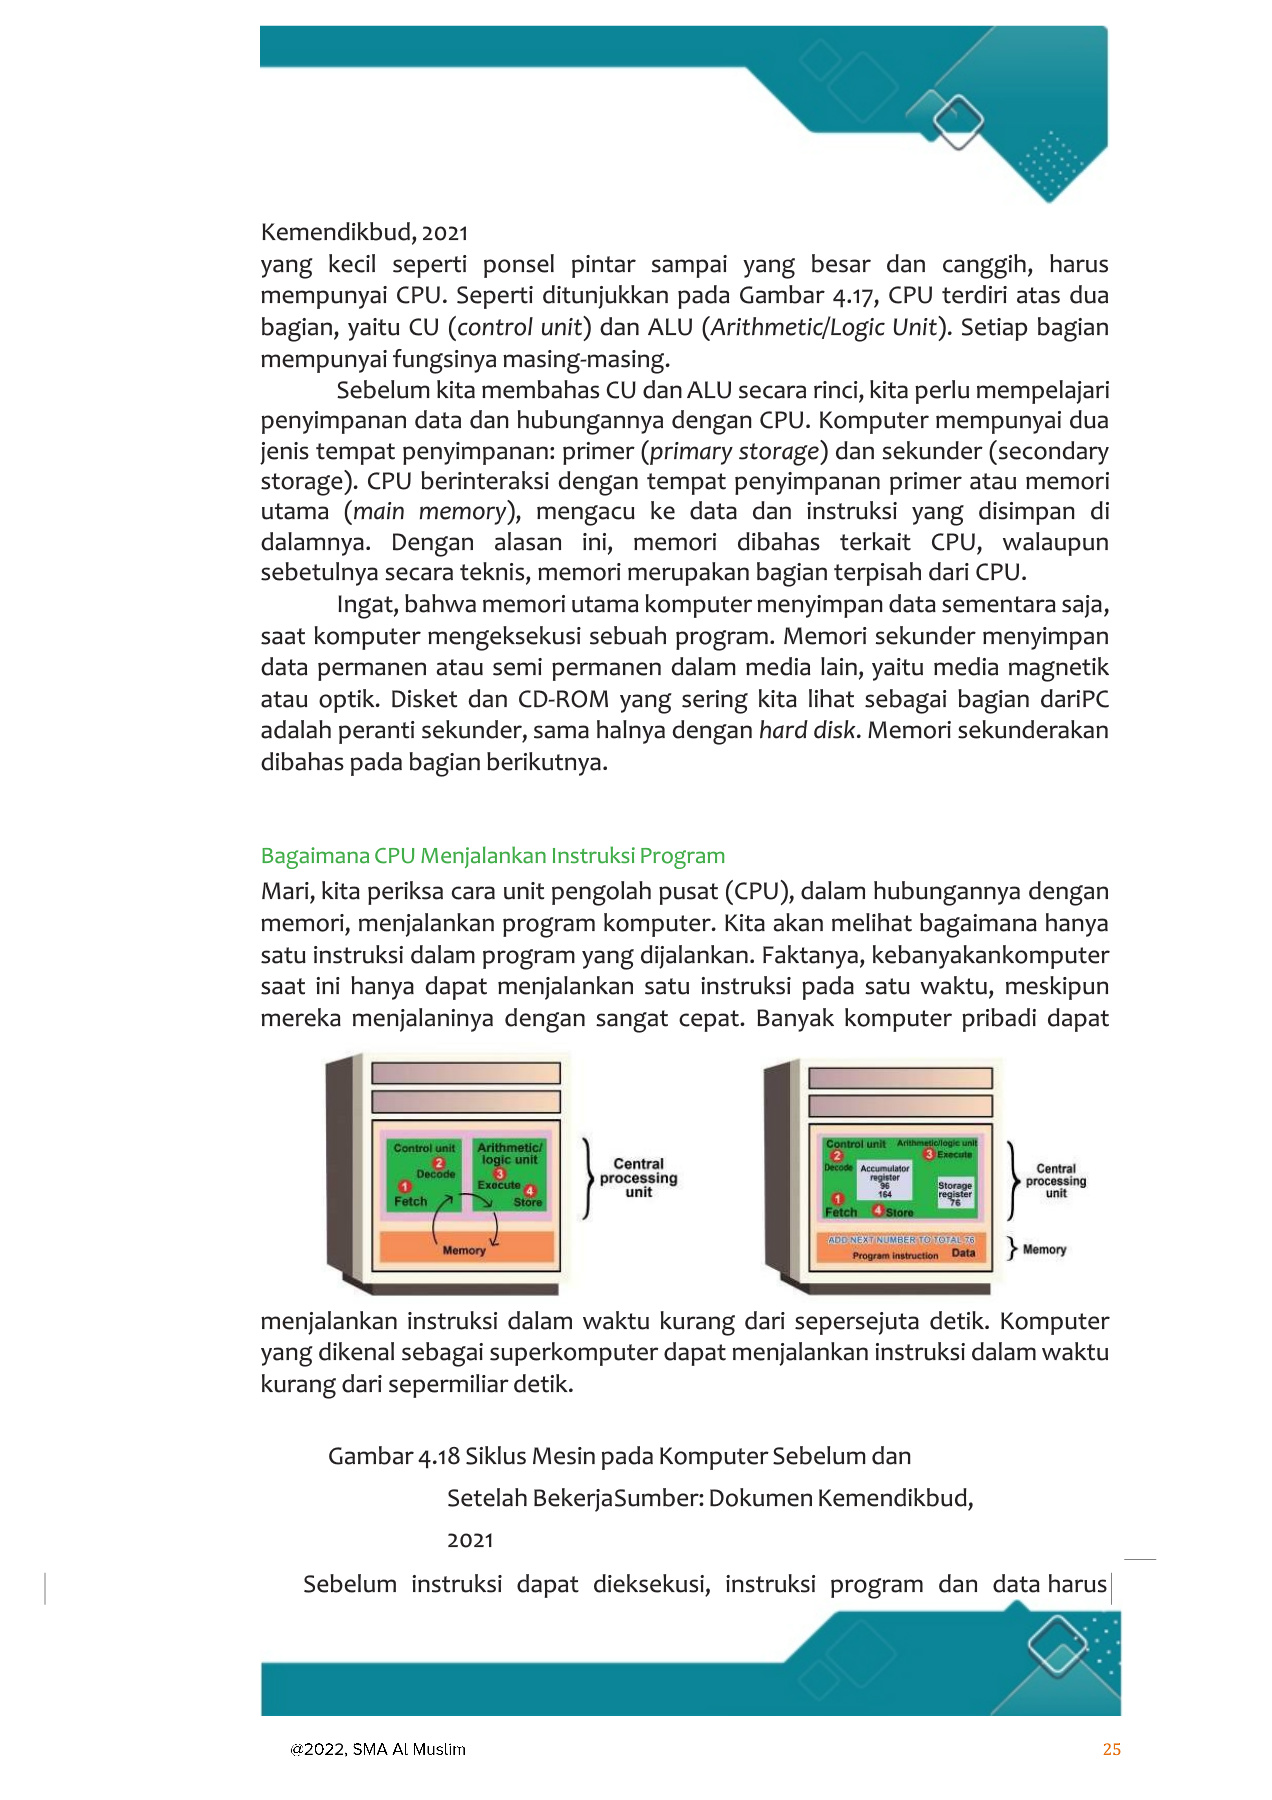 Kemendikbud, 2021
yang kecil seperti ponsel pintar sampai yang besar dan canggih, harus
mempunyai CPU. Seperti ditunjukkan pada Gambar 4.17, CPU terdiri atas dua
bagian, yaitu CU (control unit) dan ALU (Arithmetic/Logic Unit). Setiap bagian
mempunyai fungsinya masing-masing.
Sebelum kita membahas CU dan ALU secara rinci, kita perlu mempelajari
penyimpanan data dan hubungannya dengan CPU. Komputer mempunyai dua
jenis tempat penyimpanan: primer (primary storage) dan sekunder (secondary
storage). CPU berinteraksi dengan tempat penyimpanan primer atau memori
utama (main memory), mengacu ke data dan instruksi yang disimpan di
dalamnya. Dengan alasan ini, memori dibahas terkait CPU, walaupun
sebetulnya secara teknis, memori merupakan bagian terpisah dari CPU.
Ingat, bahwa memori utama komputer menyimpan data sementara saja,
saat komputer mengeksekusi sebuah program. Memori sekunder menyimpan
data permanen atau semi permanen dalam media lain, yaitu media magnetik
atau optik. Disket dan CD-ROM yang sering kita lihat sebagai bagian dariPC
adalah peranti sekunder, sama halnya dengan hard disk. Memori sekunderakan
dibahas pada bagian berikutnya.
Bagaimana CPU Menjalankan Instruksi Program
Mari, kita periksa cara unit pengolah pusat (CPU), dalam hubungannya dengan
memori, menjalankan program komputer. Kita akan melihat bagaimana hanya
satu instruksi dalam program yang dijalankan. Faktanya, kebanyakankomputer
saat ini hanya dapat menjalankan satu instruksi pada satu waktu, meskipun
mereka menjalaninya dengan sangat cepat. Banyak komputer pribadi dapat
Control unit
2
Decode
1
Fetch
Arithmetic/
logic unit
3
Execute
4
Store
Memory
Central
processing
unit
Control unit
2
Decode
1
Fetch
Accumulator
register
96
164
4 Store
Arithmetic/logic unit
3 Execute
Storage
register
76
ADD NEXT NUMBER TO TOTAL 76
Program instruction Data
Central
processing
unit
Memory
menjalankan instruksi dalam waktu kurang dari sepersejuta detik. Komputer
yang dikenal sebagai superkomputer dapat menjalankan instruksi dalam waktu
kurang dari sepermiliar detik.
Gambar 4.18 Siklus Mesin pada Komputer Sebelum dan
Setelah BekerjaSumber: Dokumen Kemendikbud,
2021
Sebelum instruksi dapat dieksekusi, instruksi program dan data harus
@2022, SMA Al Muslim
25